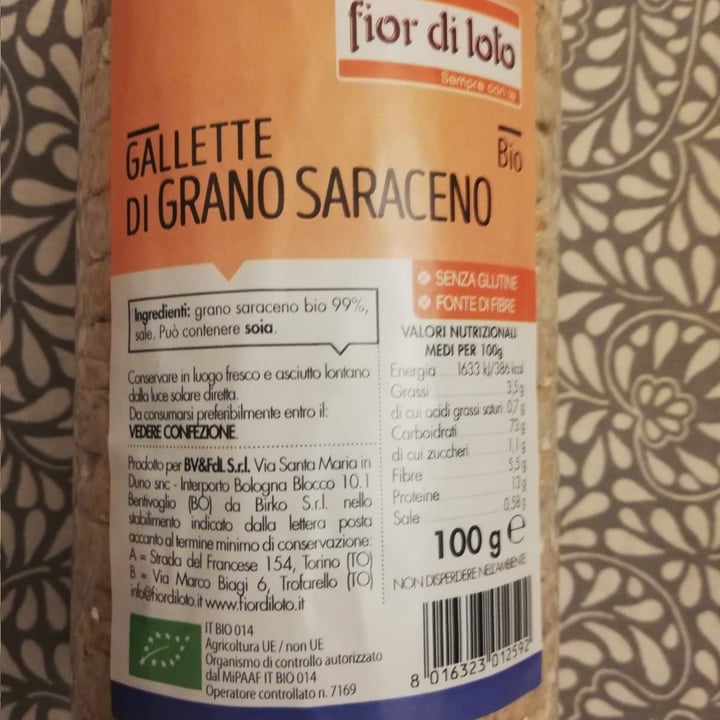 fior di loto
Sempre con te
GALLETTE
DI GRANO SARACENO
Bio
SENZA GLUTINE
FONTE DI FIBRE
Ingredienti: grano saraceno bio 99%,
sale. Può contenere soia.
Conservare in luogo fresco e asciutto lontano
dalla luce solare diretta.
Da consumarsi preferibilmente entro il:
VEDERE CONFEZIONE.
Prodotto per BV&FdL S.r.l. Via Santa Maria in
Duno snc - Interporto Bologna Blocco 10.1
Bentivoglio (BO) da Birko S.r.l. nello
stabilimento indicato dalla lettera posta
accanto al termine minimo di conservazione:
A = Strada del Francese 154, Torino (TO)
B = Via Marco Biagi 6, Trofarello (TO)
info@fiordiloto.it www.fiordiloto.it
VALORI NUTRIZIONALI
MEDI PER 100g
Energia 1633 kJ/386 kcal
Grassi 3,5g
di cui acidi grassi saturi 0,7g
Carboidrati 73g
di cui zuccheri 1,1g
Fibre 5,5g
Proteine 13g
Sale 0,58g
100 g e
NON DISPERDERE NELL'AMBIENTE
IT BIO 014
Agricoltura UE / non UE
Organismo di controllo autorizzato
dal MiPAAF IT BIO 014
Operatore controllato n. 7169
8 016323 012592